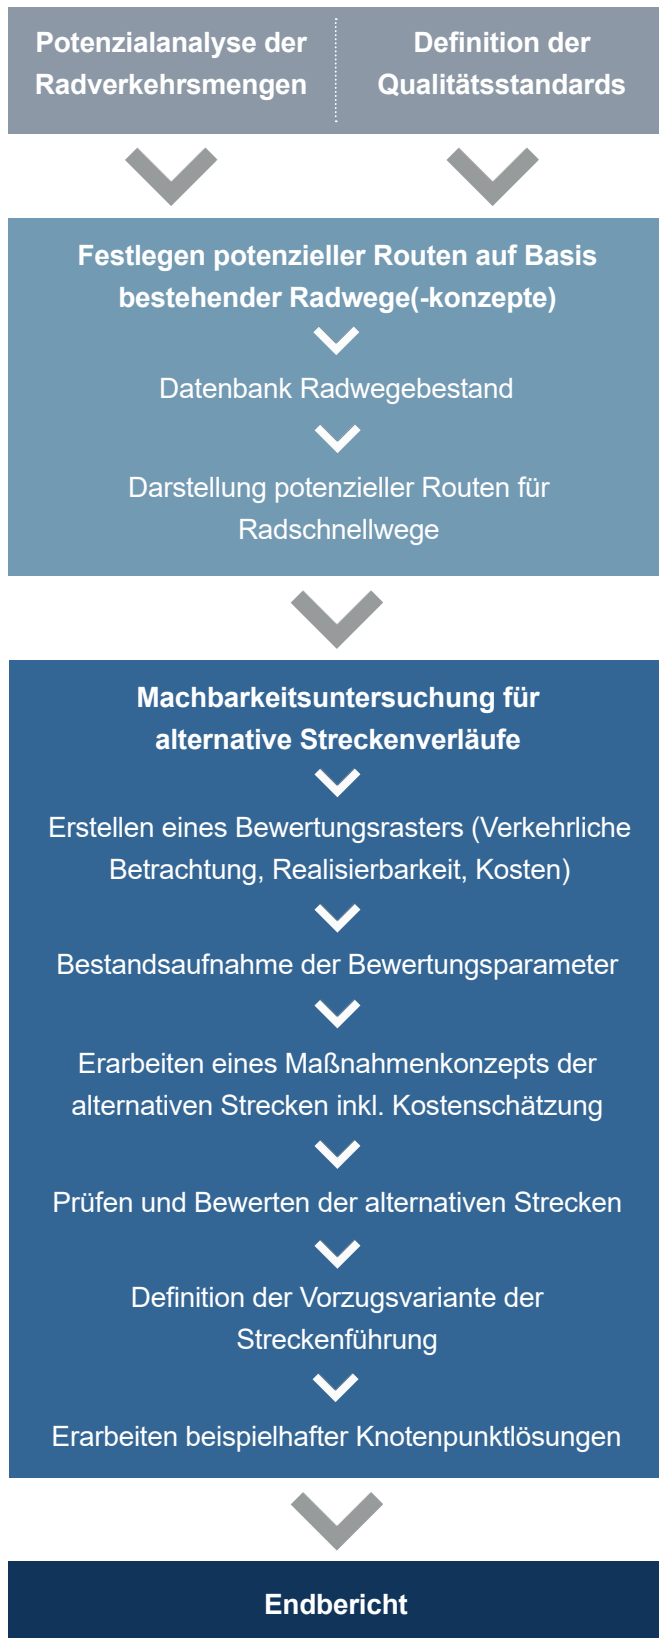 Potenzialanalyse der
Radverkehrsmengen
Definition der
Qualitätsstandards
Festlegen potenzieller Routen auf Basis
bestehender Radwege(-konzepte)
Datenbank Radwegebestand
Darstellung potenzieller Routen für
Radschnellwege
Machbarkeitsuntersuchung für
alternative Streckenverläufe
Erstellen eines Bewertungsrasters (Verkehrliche
Betrachtung, Realisierbarkeit, Kosten)
Bestandsaufnahme der Bewertungsparameter
Erarbeiten eines Maßnahmenkonzepts der
alternativen Strecken inkl. Kostenschätzung
Prüfen und Bewerten der alternativen Strecken
Definition der Vorzugsvariante der
Streckenführung
Erarbeiten beispielhafter Knotenpunktlösungen
Endbericht